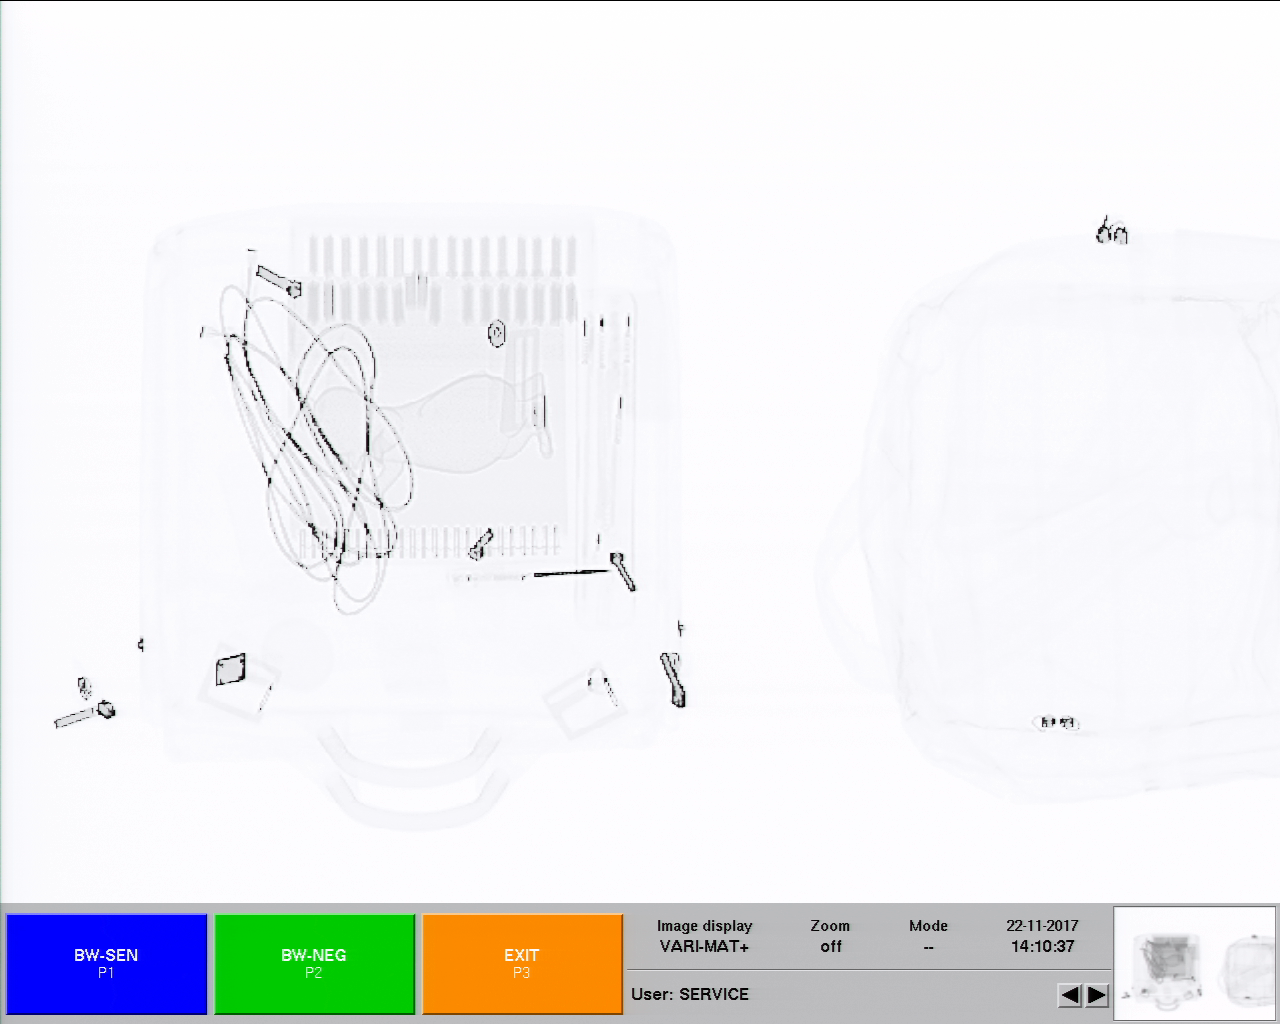 BW-SEN
P1
BW-NEG
P2
EXIT
P3
Image display
VARI-MAT+
Zoom
off
Mode
--
22-11-2017
14:10:37
User: SERVICE